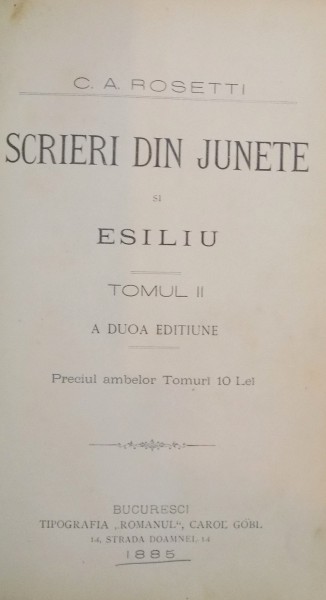 C. A. ROSETTI
SCRIERI DIN JUNETE
SI
ESILIU
TOMUL II
A DUOA EDITIUNE
Preciul ambelor Tomuri 10 Lei
BUCURESCI
TIPOGRAFIA „ROMANUL“, CAROL GÖBL
14, STRADA DOAMNEI, 14
1885